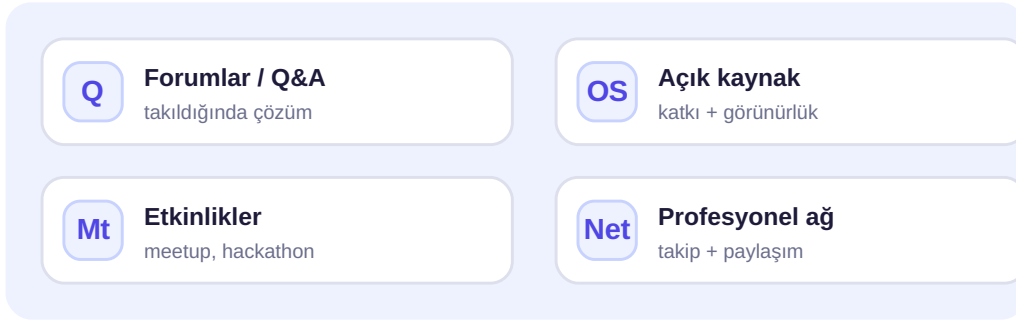 Q
Forumlar / Q&A
takıldığında çözüm
OS
Açık kaynak
katkı + görünürlük
Mt
Etkinlikler
meetup, hackathon
Net
Profesyonel ağ
takip + paylaşım